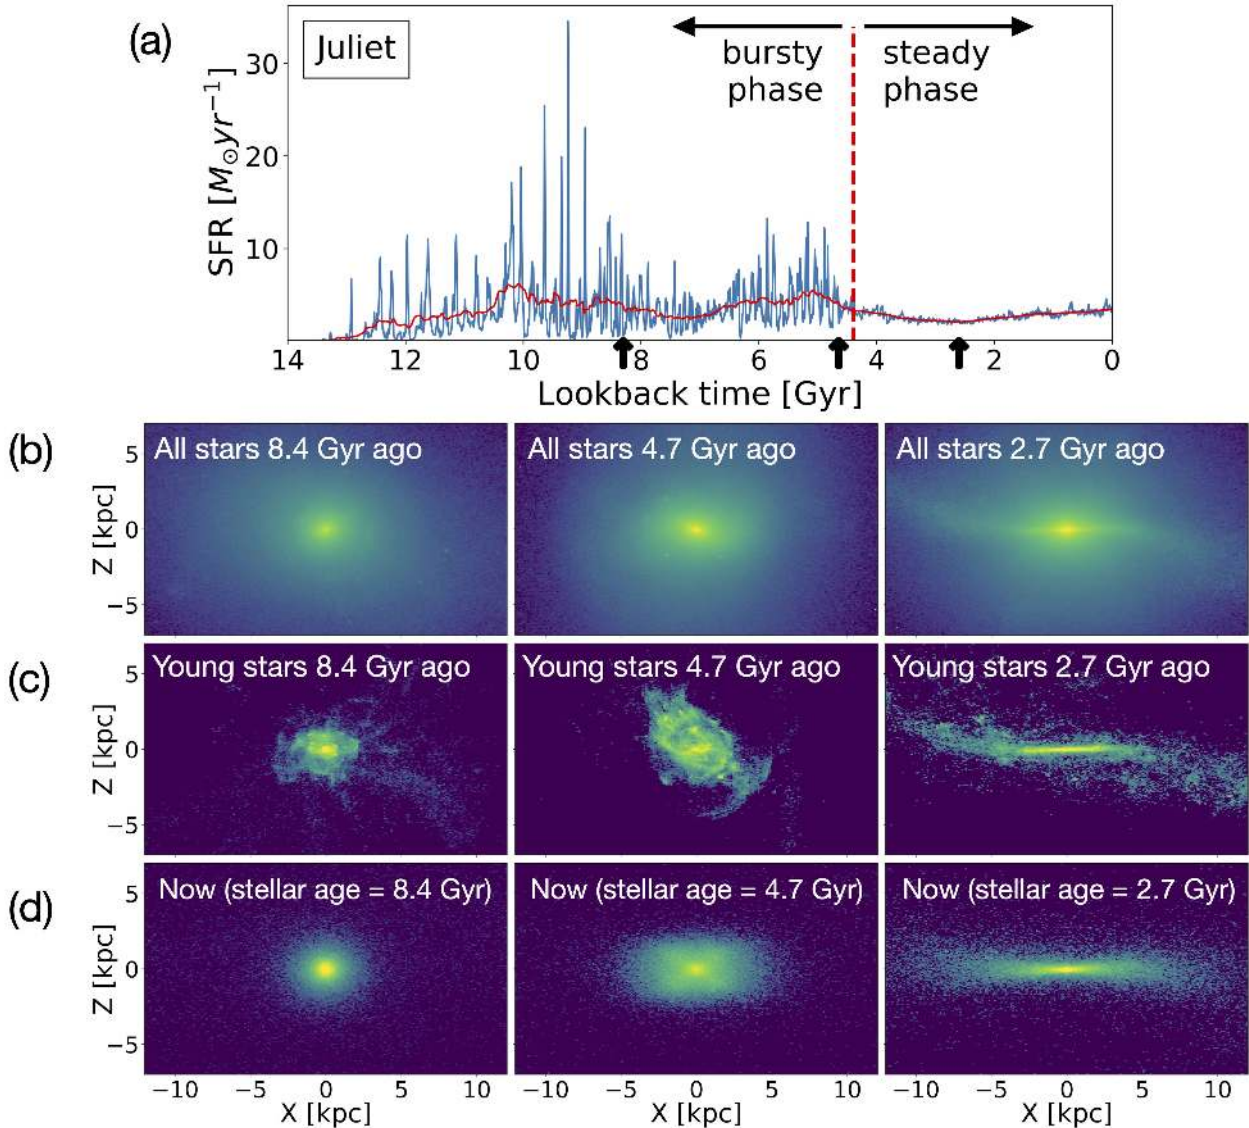 (a)
Juliet
bursty phase
steady phase
SFR [M⊙yr⁻¹]
30
20
10
14 12 10 8 6 4 2 0
Lookback time [Gyr]
(b)
All stars 8.4 Gyr ago
All stars 4.7 Gyr ago
All stars 2.7 Gyr ago
Z [kpc]
5
0
−5
(c)
Young stars 8.4 Gyr ago
Young stars 4.7 Gyr ago
Young stars 2.7 Gyr ago
Z [kpc]
5
0
−5
(d)
Now (stellar age = 8.4 Gyr)
Now (stellar age = 4.7 Gyr)
Now (stellar age = 2.7 Gyr)
Z [kpc]
5
0
−5
−10 −5 0 5 10
−10 −5 0 5 10
−10 −5 0 5 10
X [kpc]
X [kpc]
X [kpc]